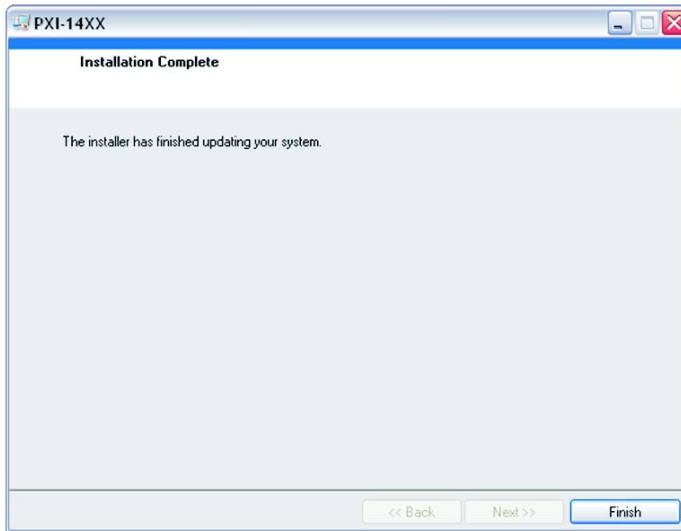 PXI-14XX
Installation Complete
The installer has finished updating your system.
<< Back
Next >>
Finish